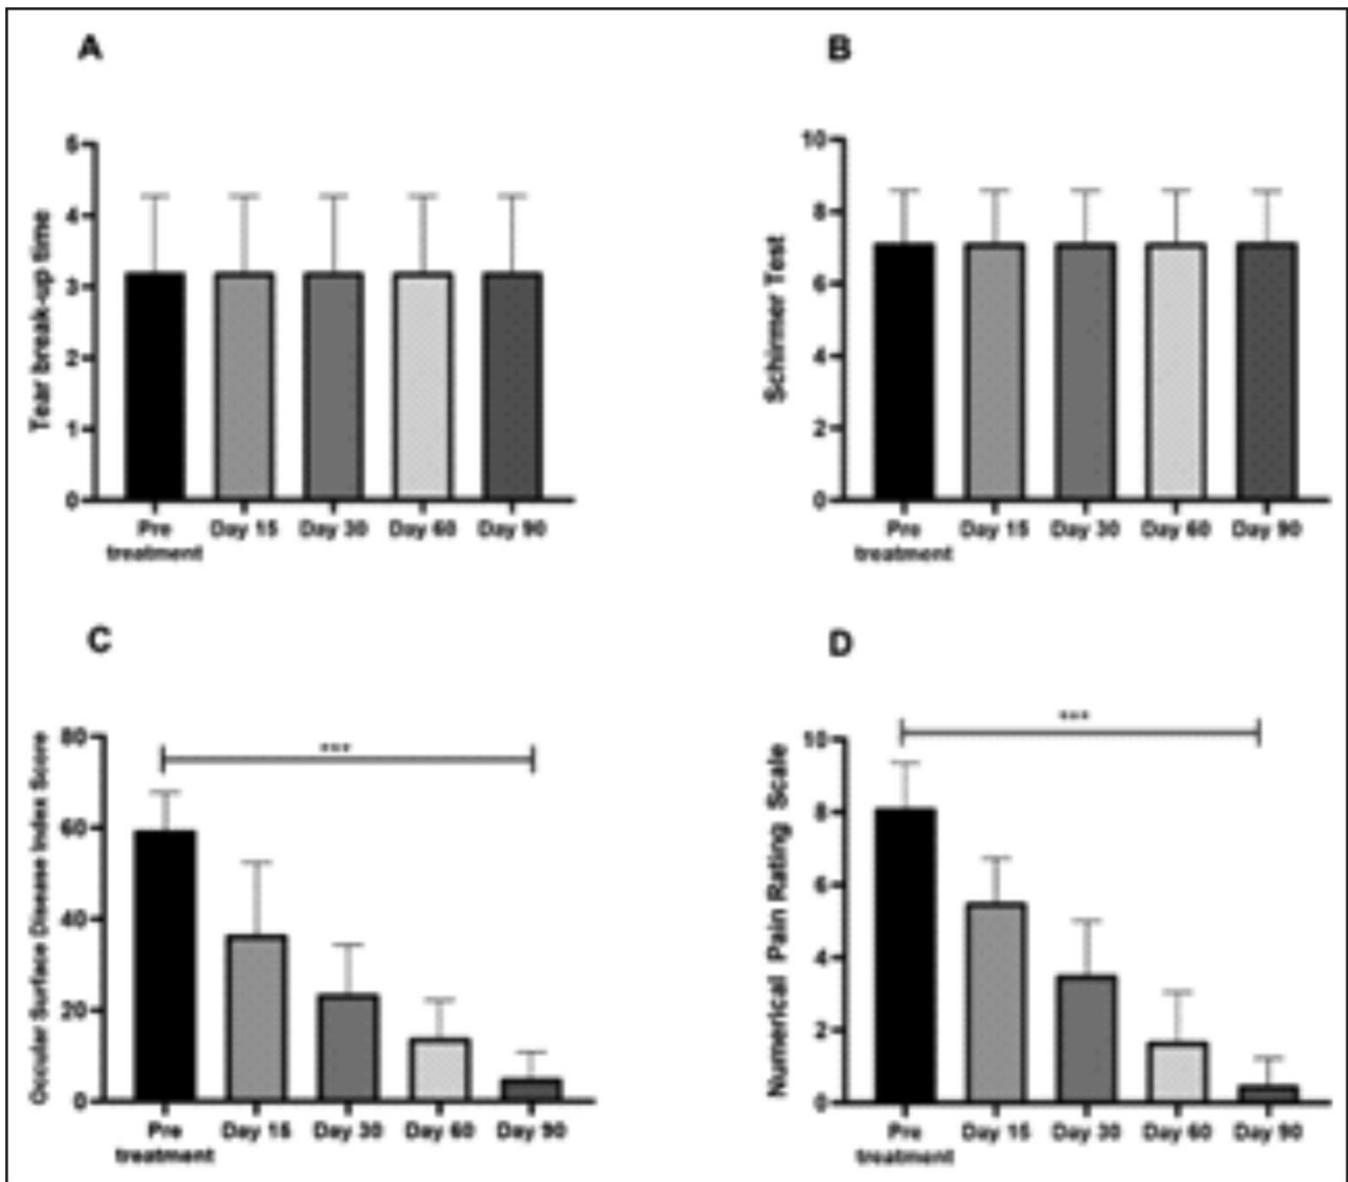 A
Tear break-up time
5
4
3
2
1
0
Pre treatment
Day 15
Day 30
Day 60
Day 90
B
Schirmer Test
10
8
6
4
2
0
Pre treatment
Day 15
Day 30
Day 60
Day 90
C
Occular Surface Disease Index Score
80
60
40
20
0
***
Pre treatment
Day 15
Day 30
Day 60
Day 90
D
Numerical Pain Rating Scale
10
8
6
4
2
0
***
Pre treatment
Day 15
Day 30
Day 60
Day 90